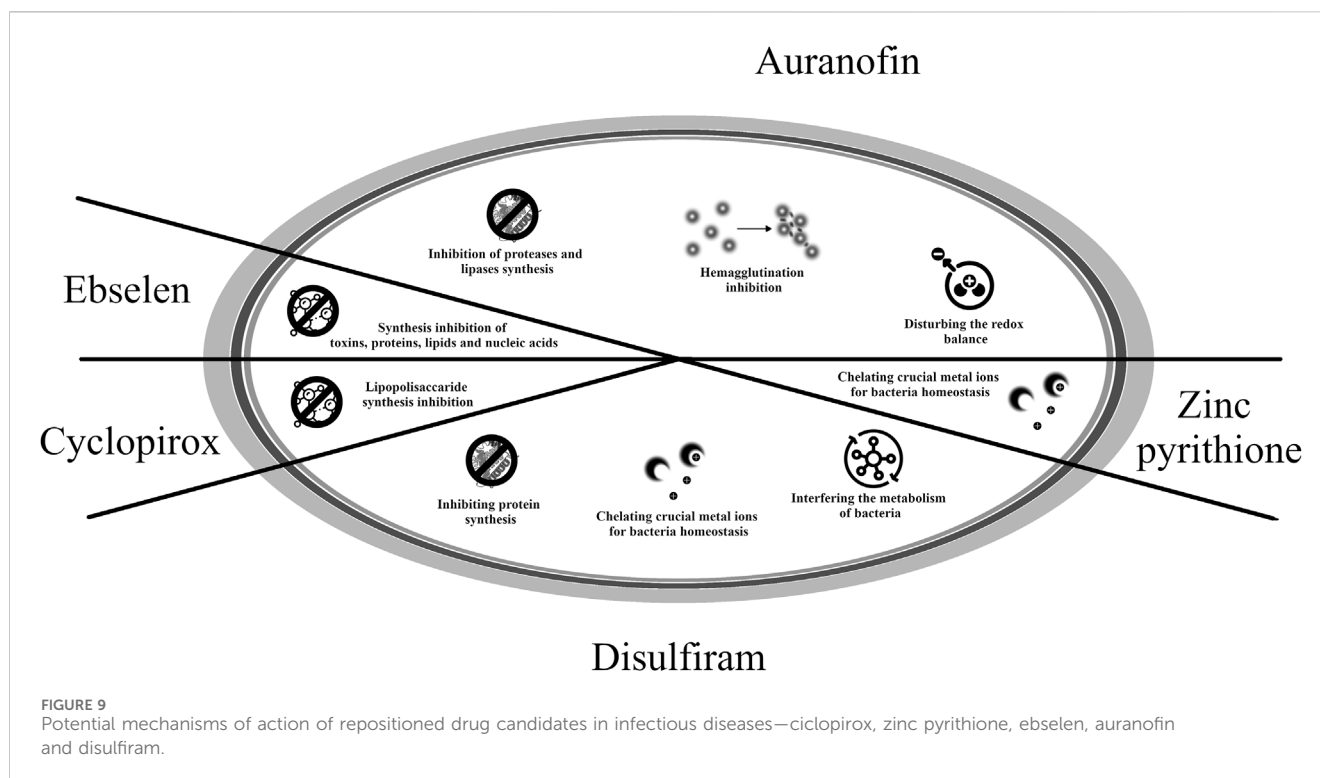 Auranofin
Inhibition of proteases and
lipases synthesis
Hemagglutination
inhibition
Disturbing the redox
balance
Ebselen
Synthesis inhibition of
toxins, proteins, lipids and nucleic acids
Cyclopirox
Lipopolisaccaride
synthesis inhibition
Chelating crucial metal ions
for bacteria homeostasis
Zinc
pyrithione
Inhibiting protein
synthesis
Chelating crucial metal ions
for bacteria homeostasis
Interfering the metabolism
of bacteria
Disulfiram
FIGURE 9
Potential mechanisms of action of repositioned drug candidates in infectious diseases—ciclopirox, zinc pyrithione, ebselen, auranofin
and disulfiram.